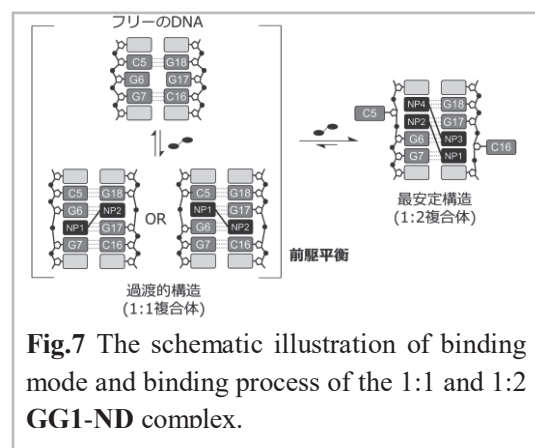 フリーのDNA
C5 G18
G6 G17
G7 C16
C5 G18
G6 NP2
NP1 G17
G7 C16
OR
C5 G18
NP1 G17
G6 NP2
G7 C16
過渡的構造
(1:1複合体)
前駆平衡
NP4 G18
C5
NP2 G17
G6 NP3
C16
G7 NP1
最安定構造
(1:2複合体)
Fig.7 The schematic illustration of binding
mode and binding process of the 1:1 and 1:2
GG1-ND complex.